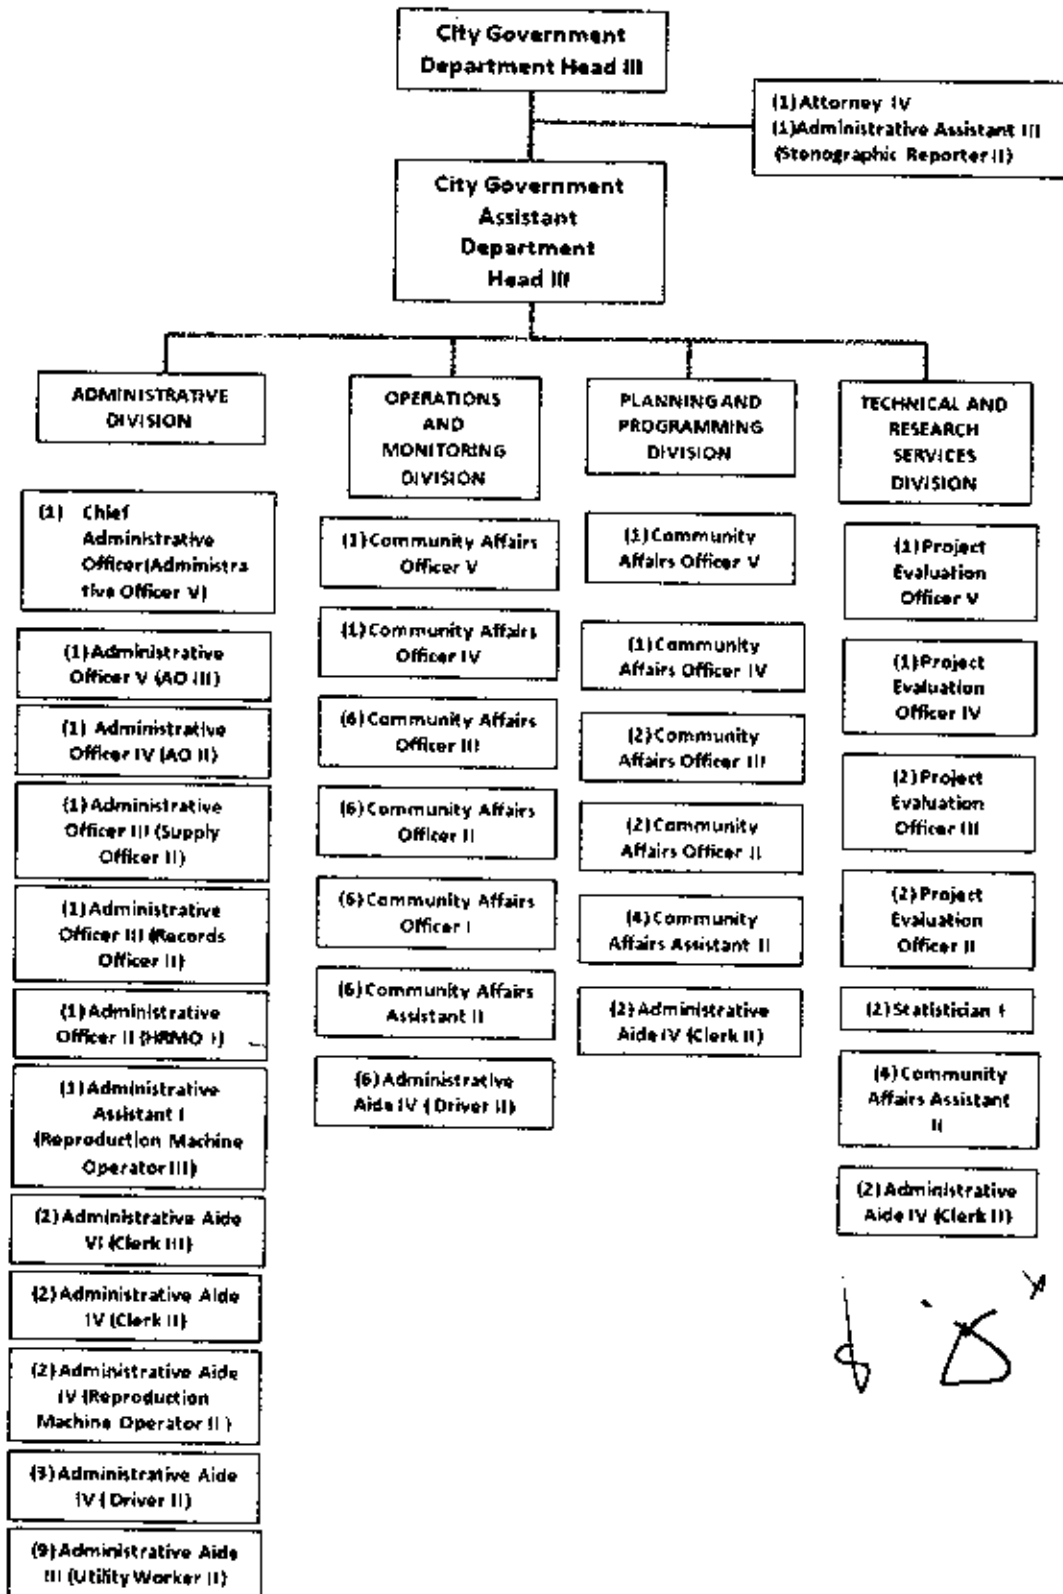 City Government
Department Head III
(1) Attorney IV
(1)Administrative Assistant III
(Stenographic Reporter II)
City Government
Assistant
Department
Head III
ADMINISTRATIVE
DIVISION
OPERATIONS
AND
MONITORING
DIVISION
PLANNING AND
PROGRAMMING
DIVISION
TECHNICAL AND
RESEARCH
SERVICES
DIVISION
(1) Chief
Administrative
Officer(Administra
tive Officer V)
(1)Administrative
Officer V (AO III)
(1) Administrative
Officer IV (AO II)
(1)Administrative
Officer III (Supply
Officer II)
(1)Administrative
Officer III (Records
Officer II)
(1)Administrative
Officer II (HRMO I)
(1)Administrative
Assistant I
(Reproduction Machine
Operator III)
(2)Administrative Aide
VI (Clerk III)
(2)Administrative Aide
IV (Clerk II)
(2)Administrative Aide
IV (Reproduction
Machine Operator II)
(3)Administrative Aide
IV (Driver II)
(9)Administrative Aide
III (Utility Worker II)
(1)Community Affairs
Officer V
(1)Community Affairs
Officer IV
(6)Community Affairs
Officer III
(6)Community Affairs
Officer II
(6)Community Affairs
Officer I
(6)Community Affairs
Assistant II
(6)Administrative
Aide IV (Driver II)
(1)Community
Affairs Officer V
(1)Community
Affairs Officer IV
(2)Community
Affairs Officer III
(2)Community
Affairs Officer II
(4)Community
Affairs Assistant II
(2)Administrative
Aide IV (Clerk II)
(1)Project
Evaluation
Officer V
(1)Project
Evaluation
Officer IV
(2)Project
Evaluation
Officer III
(2)Project
Evaluation
Officer II
(2)Statistician I
(4)Community
Affairs Assistant
II
(2)Administrative
Aide IV (Clerk II)